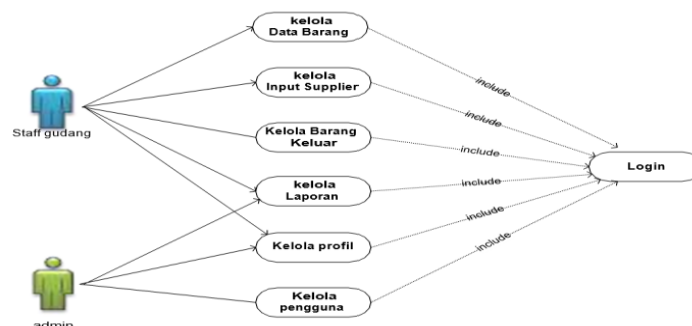 kelola
Data Barang
include
kelola
Input Supplier
include
Staff gudang
Kelola Barang
Keluar
include
Login
kelola
Laporan
include
Kelola profil
include
Kelola
pengguna
include
admin